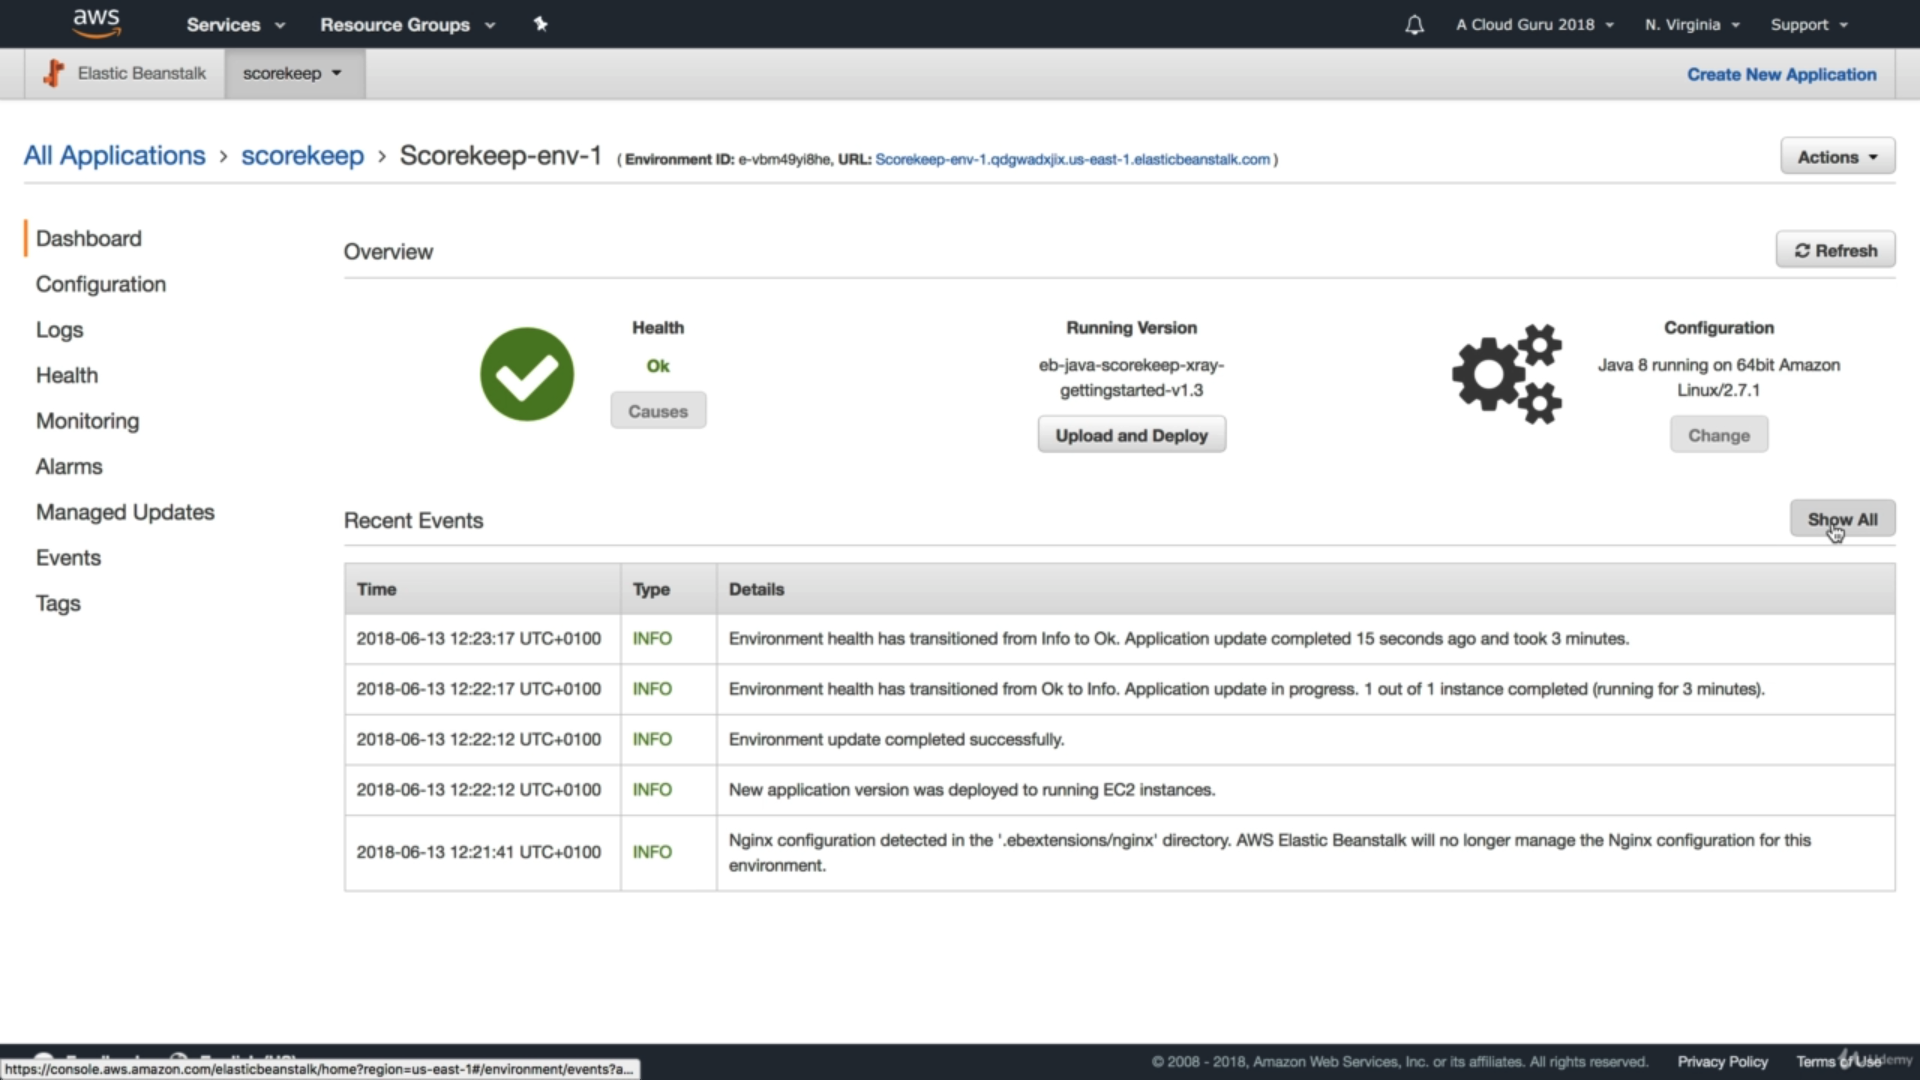 aws
Services
Resource Groups
A Cloud Guru 2018
N. Virginia
Support
Elastic Beanstalk
scorekeep
Create New Application
All Applications › scorekeep › Scorekeep-env-1 ( Environment ID: e-vbm49yi8he, URL: Scorekeep-env-1.qdgwadxjix.us-east-1.elasticbeanstalk.com )
Actions
Dashboard
Configuration
Logs
Health
Monitoring
Alarms
Managed Updates
Events
Tags
Overview
Refresh
Health
Ok
Causes
Running Version
eb-java-scorekeep-xray-
gettingstarted-v1.3
Upload and Deploy
Configuration
Java 8 running on 64bit Amazon
Linux/2.7.1
Change
Recent Events
Show All
Time Type Details
2018-06-13 12:23:17 UTC+0100 INFO Environment health has transitioned from Info to Ok. Application update completed 15 seconds ago and took 3 minutes.
2018-06-13 12:22:17 UTC+0100 INFO Environment health has transitioned from Ok to Info. Application update in progress. 1 out of 1 instance completed (running for 3 minutes).
2018-06-13 12:22:12 UTC+0100 INFO Environment update completed successfully.
2018-06-13 12:22:12 UTC+0100 INFO New application version was deployed to running EC2 instances.
2018-06-13 12:21:41 UTC+0100 INFO Nginx configuration detected in the '.ebextensions/nginx' directory. AWS Elastic Beanstalk will no longer manage the Nginx configuration for this
environment.
https://console.aws.amazon.com/elasticbeanstalk/home?region=us-east-1#/environment/events?a...
© 2008 - 2018, Amazon Web Services, Inc. or its affiliates. All rights reserved.
Privacy Policy
Terms of Use